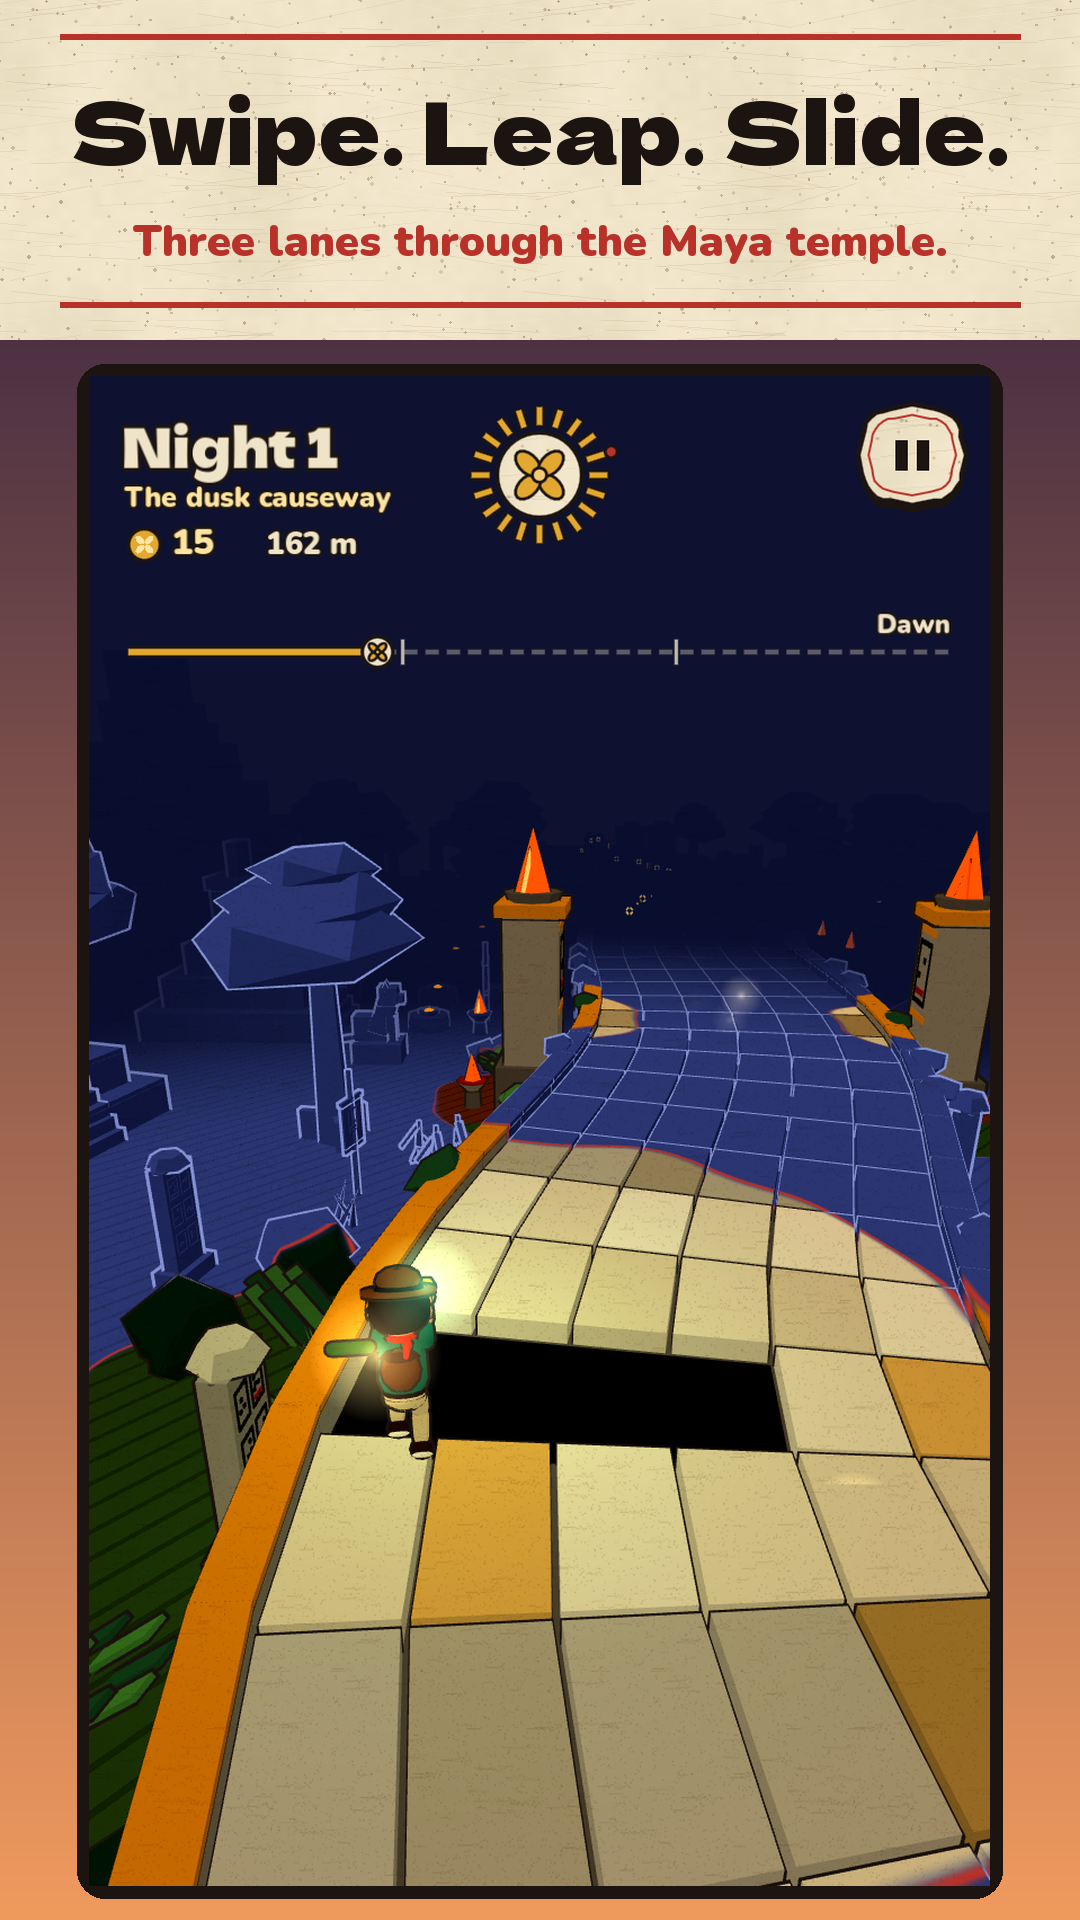 Swipe. Leap. Slide.
Three lanes through the Maya temple.
Night 1
The dusk causeway
15 162 m
Dawn